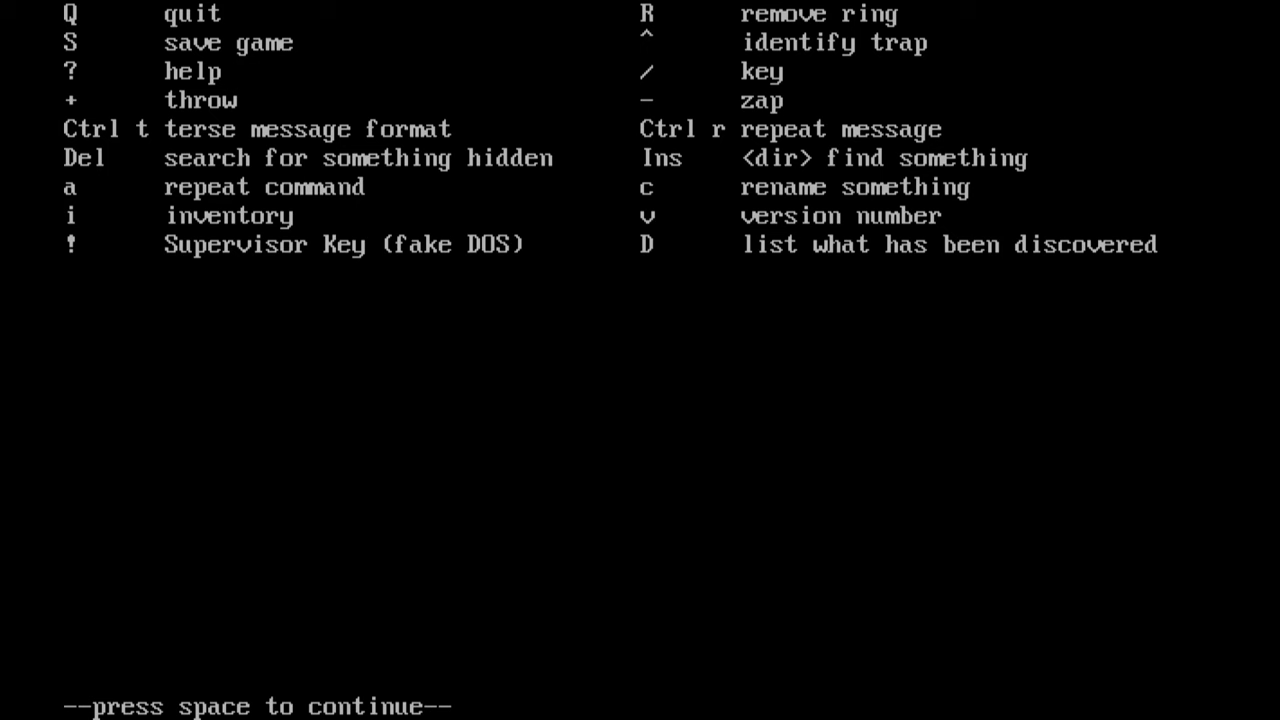 Q      quit                               R      remove ring
S      save game                          ^      identify trap
?      help                               /      key
+      throw                              -      zap
Ctrl t terse message format               Ctrl r repeat message
Del    search for something hidden        Ins    <dir> find something
a      repeat command                     c      rename something
i      inventory                          v      version number
!      Supervisor Key (fake DOS)          D      list what has been discovered
--press space to continue--